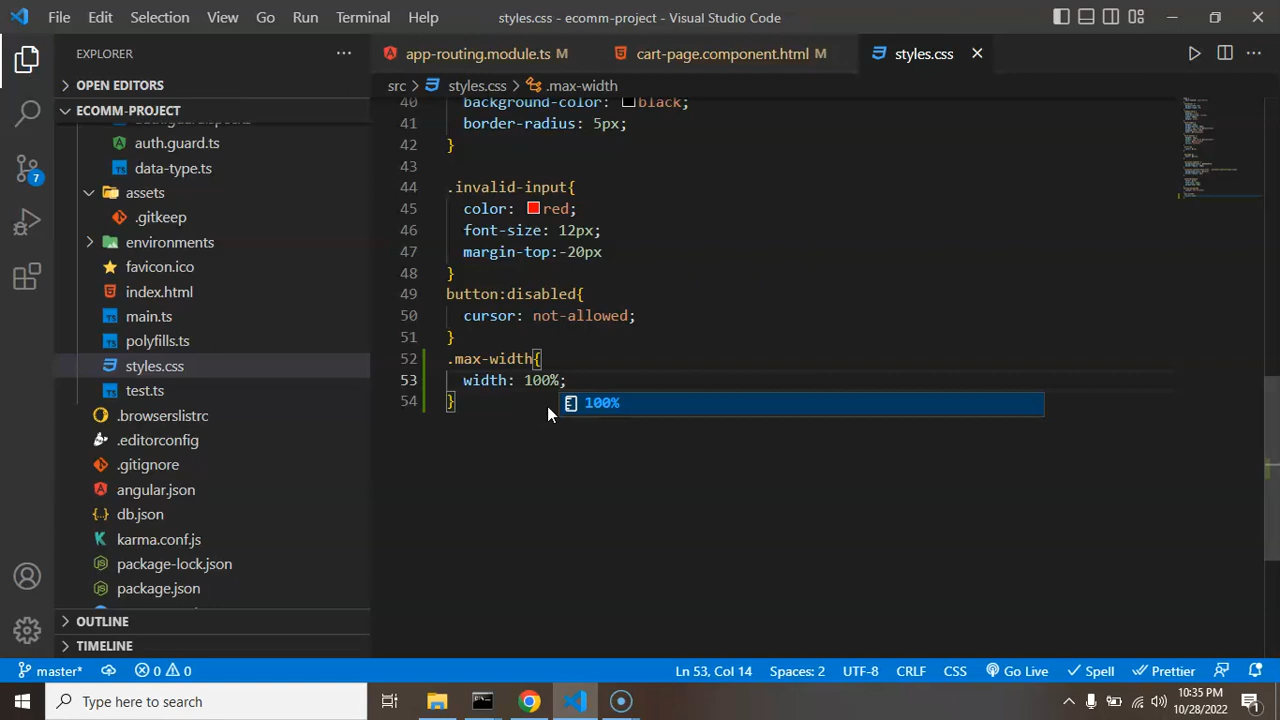 File Edit Selection View Go Run Terminal Help styles.css - ecomm-project - Visual Studio Code
EXPLORER
app-routing.module.ts M cart-page.component.html M styles.css
OPEN EDITORS
src > styles.css > .max-width
ECOMM-PROJECT
auth.guard.ts
data-type.ts
assets
.gitkeep
environments
favicon.ico
index.html
main.ts
polyfills.ts
styles.css
test.ts
.browserslistrc
.editorconfig
.gitignore
angular.json
db.json
karma.conf.js
package-lock.json
package.json
OUTLINE
TIMELINE
7
40 background-color: black;
41 border-radius: 5px;
42 }
43
44 .invalid-input{
45 color: red;
46 font-size: 12px;
47 margin-top:-20px
48 }
49 button:disabled{
50 cursor: not-allowed;
51 }
52 .max-width{
53 width: 100%;
54 }
100%
master* 0 0 Ln 53, Col 14 Spaces: 2 UTF-8 CRLF CSS Go Live Spell Prettier
Type here to search
10:35 PM
10/28/2022
1